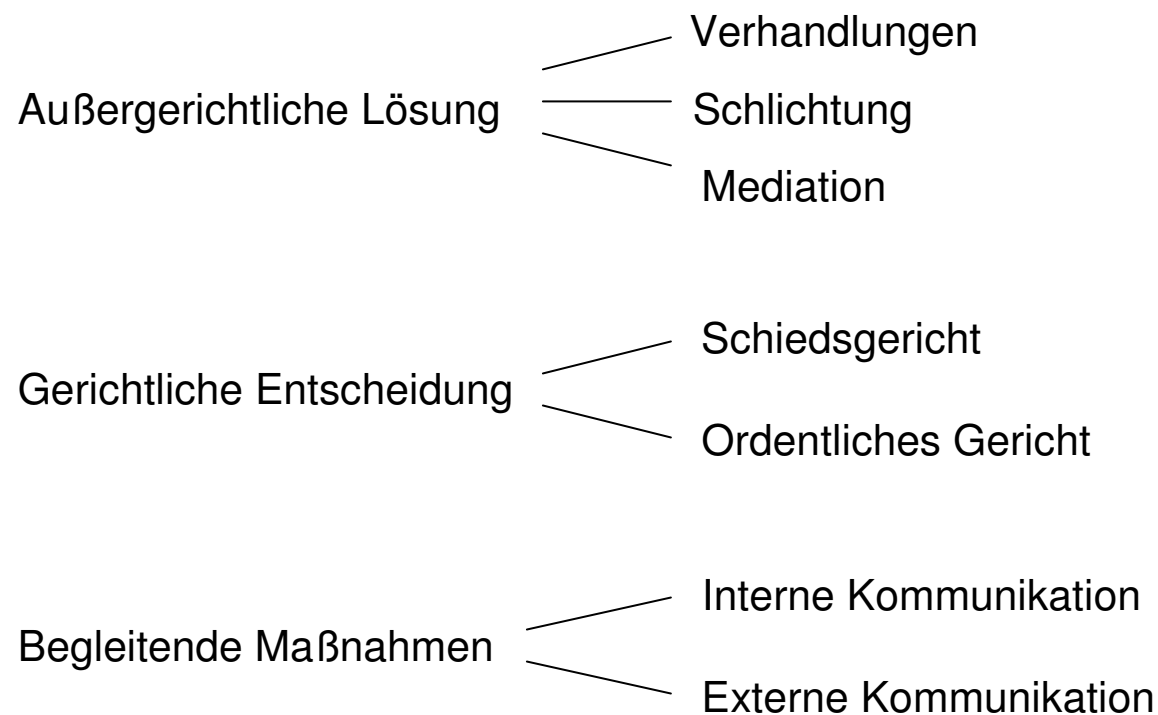 Außergerichtliche Lösung
Verhandlungen
Schlichtung
Mediation
Gerichtliche Entscheidung
Schiedsgericht
Ordentliches Gericht
Begleitende Maßnahmen
Interne Kommunikation
Externe Kommunikation